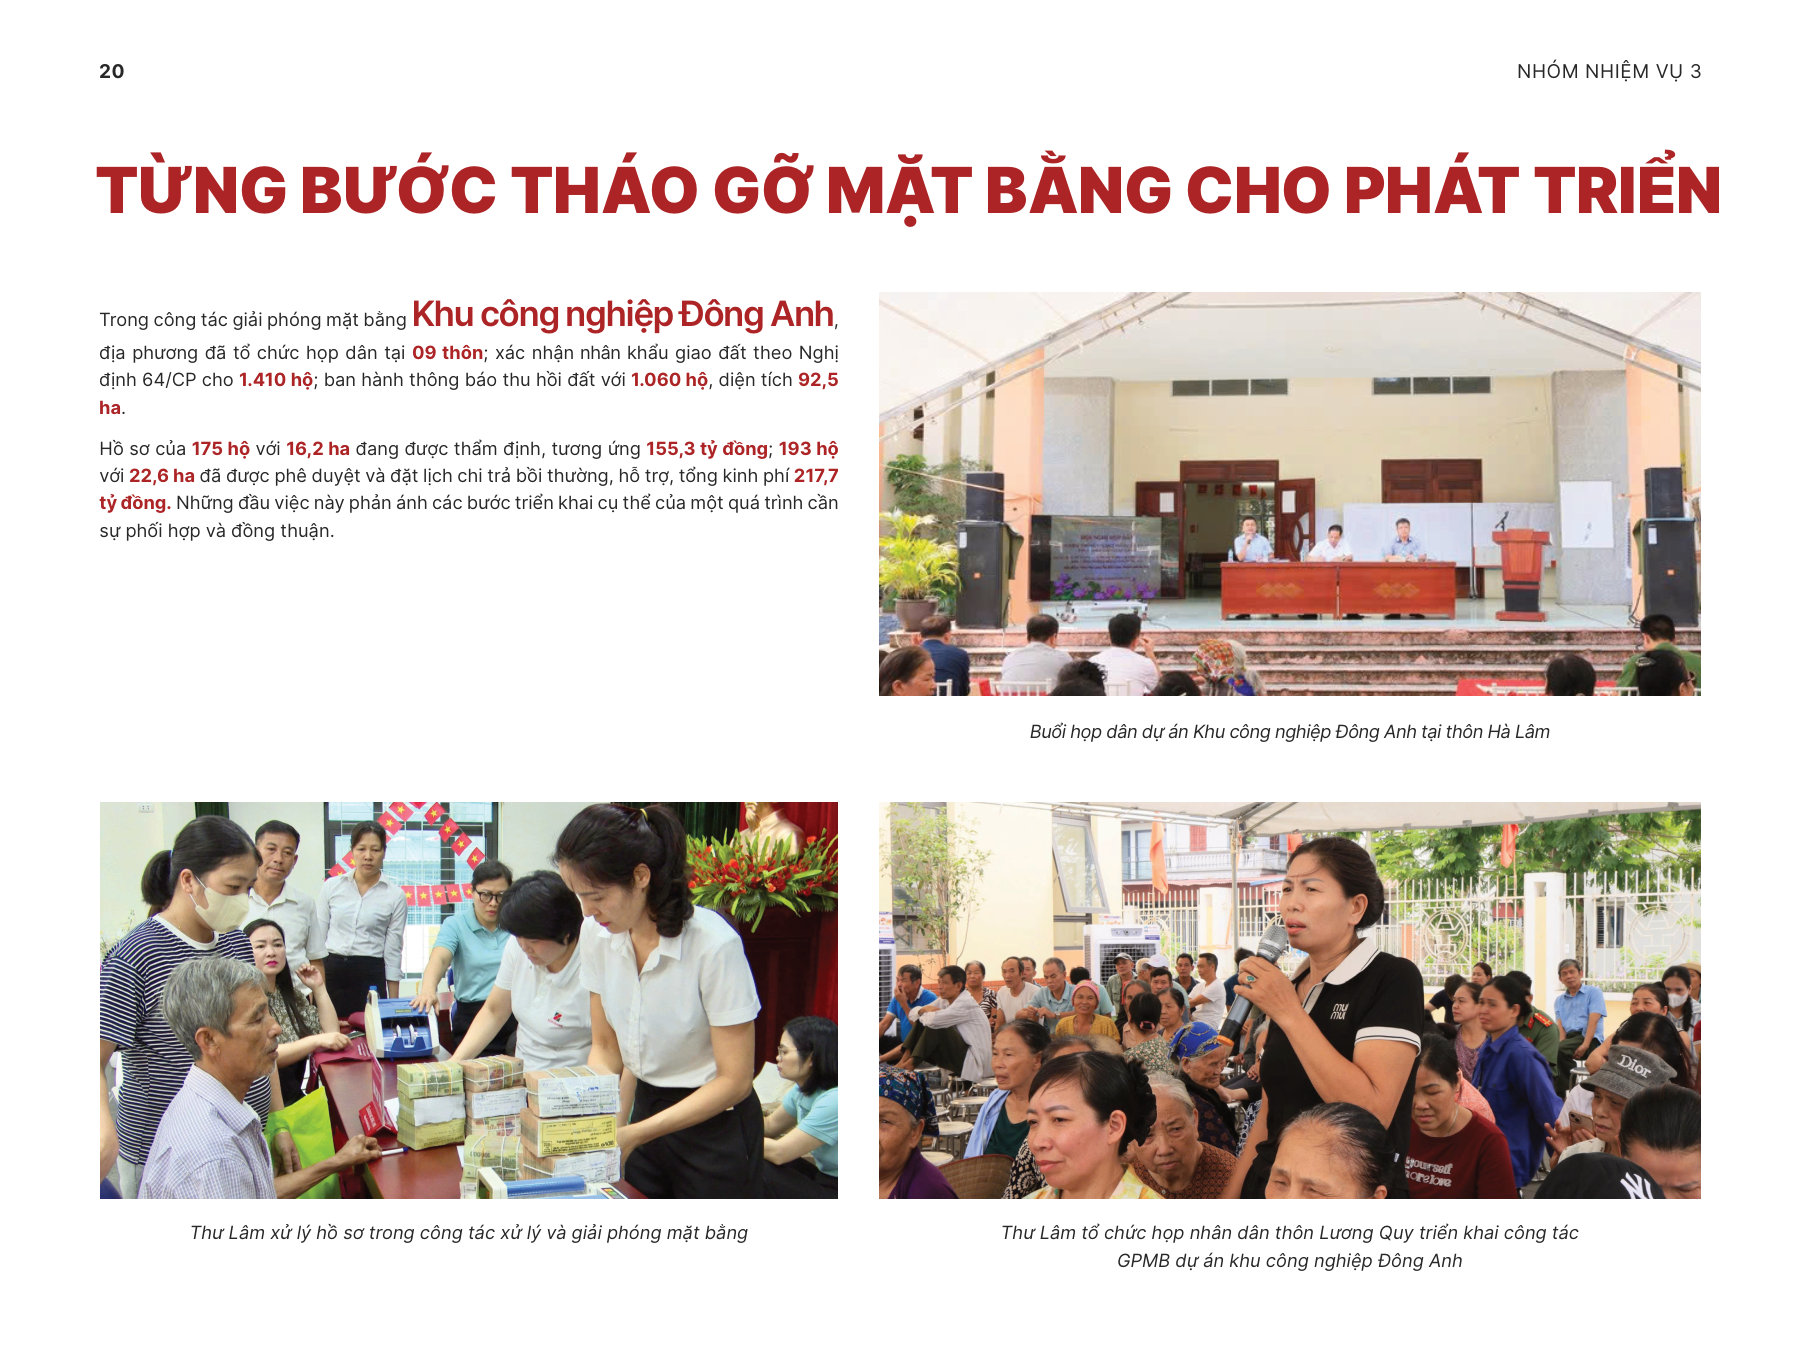 20
NHÓM NHIỆM VỤ 3
TỪNG BƯỚC THÁO GỠ MẶT BẰNG CHO PHÁT TRIỂN
Trong công tác giải phóng mặt bằng Khu công nghiệp Đông Anh,
địa phương đã tổ chức họp dân tại 09 thôn; xác nhận nhân khẩu giao đất theo Nghị
định 64/CP cho 1.410 hộ; ban hành thông báo thu hồi đất với 1.060 hộ, diện tích 92,5
ha.
Hồ sơ của 175 hộ với 16,2 ha đang được thẩm định, tương ứng 155,3 tỷ đồng; 193 hộ
với 22,6 ha đã được phê duyệt và đặt lịch chi trả bồi thường, hỗ trợ, tổng kinh phí 217,7
tỷ đồng. Những đầu việc này phản ánh các bước triển khai cụ thể của một quá trình cần
sự phối hợp và đồng thuận.
Buổi họp dân dự án Khu công nghiệp Đông Anh tại thôn Hà Lâm
mu
mui
Dior
yourself
more love
Thư Lâm xử lý hồ sơ trong công tác xử lý và giải phóng mặt bằng
Thư Lâm tổ chức họp nhân dân thôn Lương Quy triển khai công tác
GPMB dự án khu công nghiệp Đông Anh